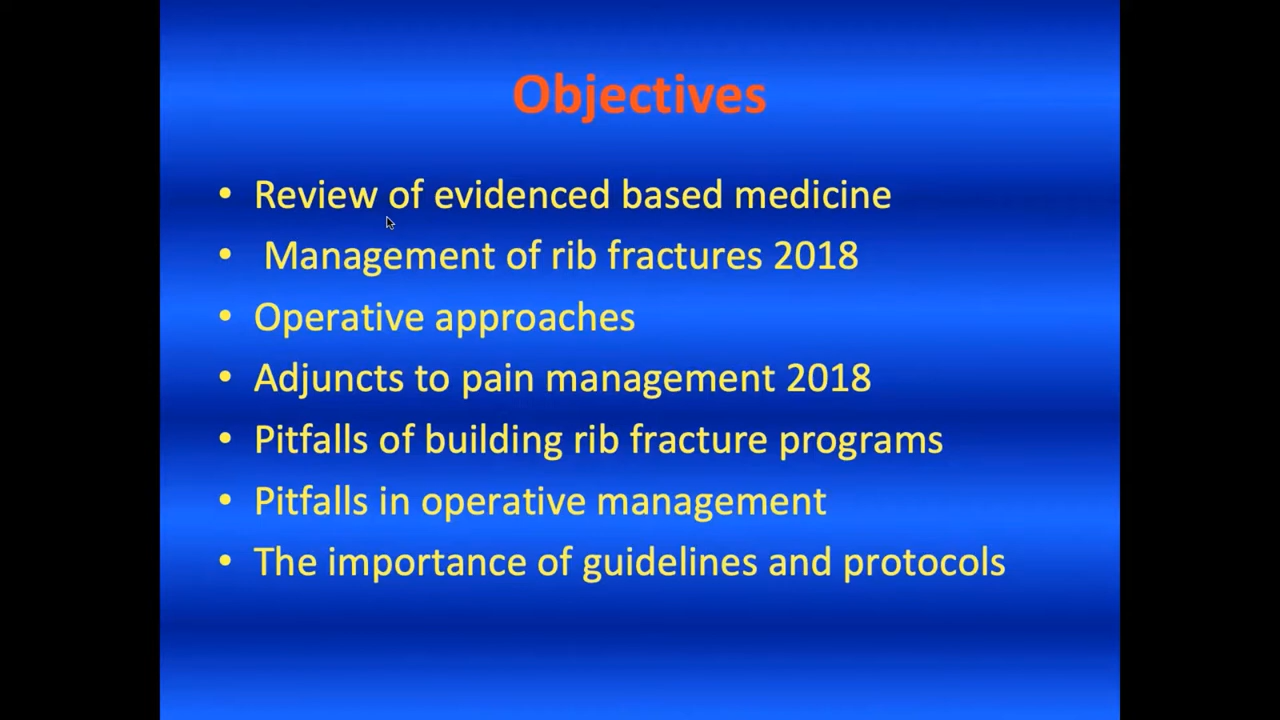 Objectives
• Review of evidenced based medicine
• Management of rib fractures 2018
• Operative approaches
• Adjuncts to pain management 2018
• Pitfalls of building rib fracture programs
• Pitfalls in operative management
• The importance of guidelines and protocols